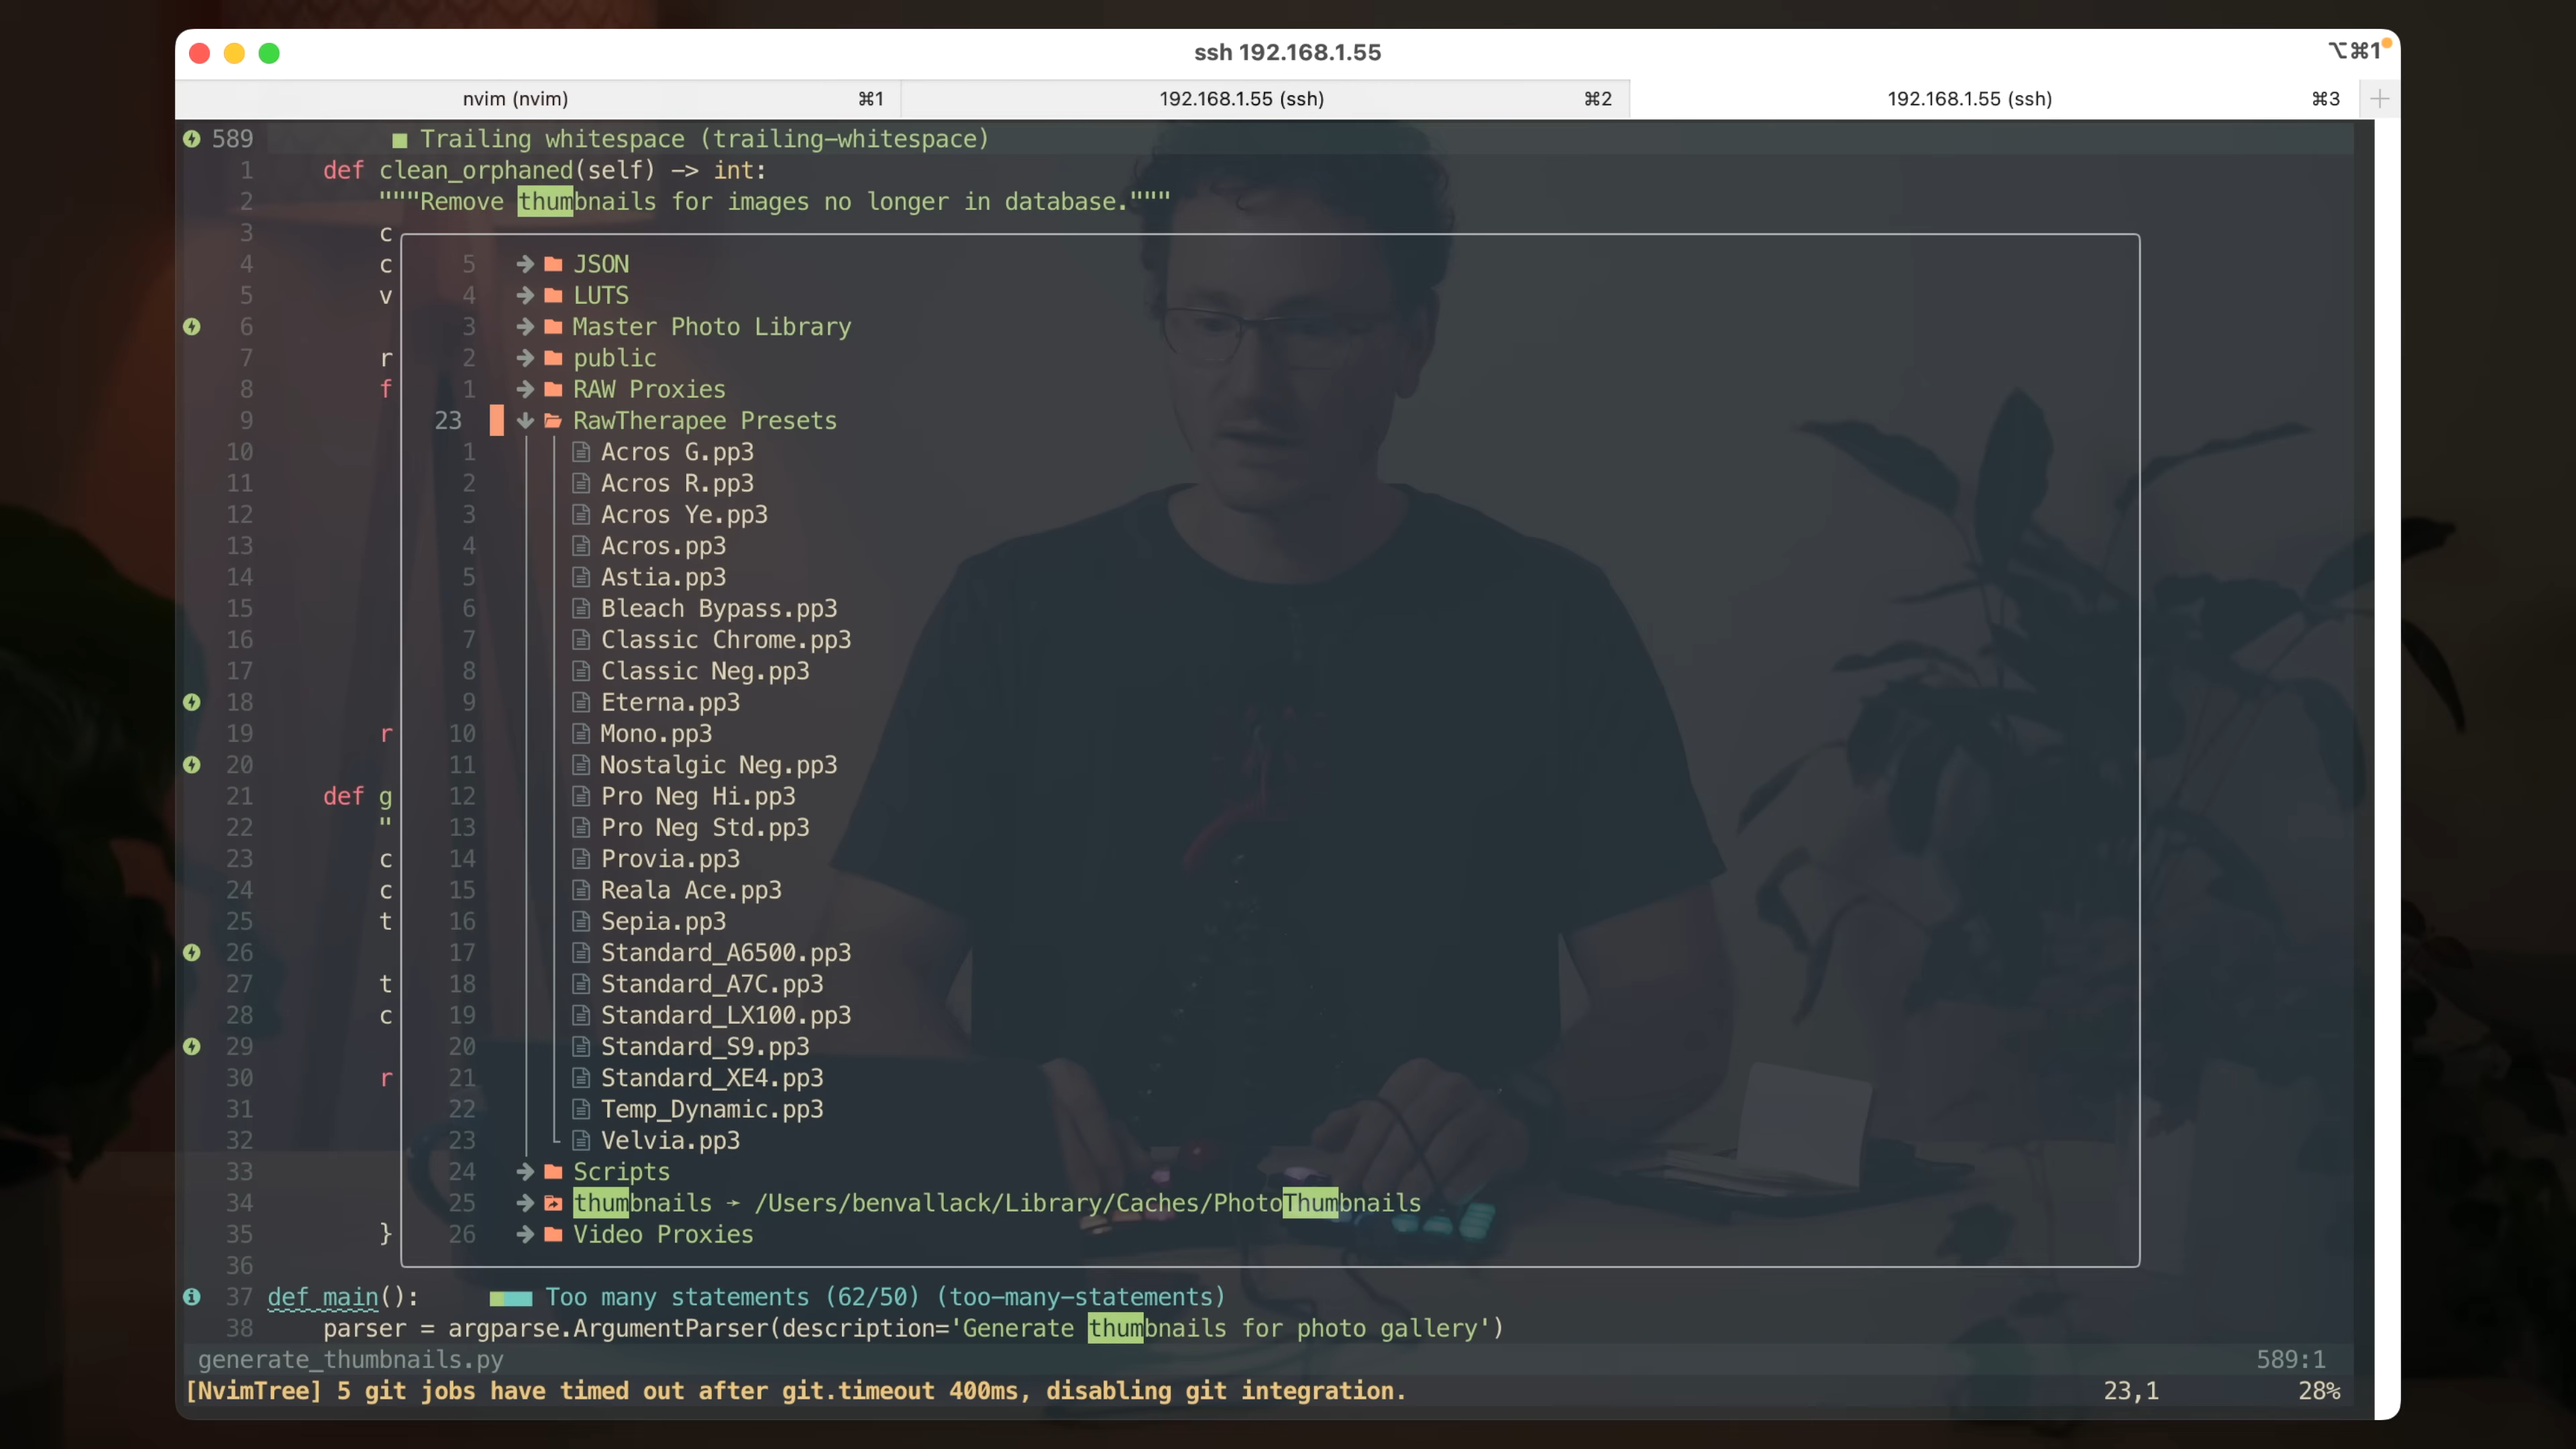 ssh 192.168.1.55
⌥⌘1
nvim (nvim) ⌘1 192.168.1.55 (ssh) ⌘2 192.168.1.55 (ssh) ⌘3 +
589 ■ Trailing whitespace (trailing-whitespace)
1 def clean_orphaned(self) -> int:
2 """Remove thumbnails for images no longer in database."""
3 c
4 c 5 → JSON
5 v 4 → LUTS
6 3 → Master Photo Library
7 r 2 → public
8 f 1 → RAW Proxies
9 23 ↓ RawTherapee Presets
10 1 Acros G.pp3
11 2 Acros R.pp3
12 3 Acros Ye.pp3
13 4 Acros.pp3
14 5 Astia.pp3
15 6 Bleach Bypass.pp3
16 7 Classic Chrome.pp3
17 8 Classic Neg.pp3
18 9 Eterna.pp3
19 r 10 Mono.pp3
20 11 Nostalgic Neg.pp3
21 def g 12 Pro Neg Hi.pp3
22 " 13 Pro Neg Std.pp3
23 c 14 Provia.pp3
24 c 15 Reala Ace.pp3
25 t 16 Sepia.pp3
26 17 Standard_A6500.pp3
27 t 18 Standard_A7C.pp3
28 c 19 Standard_LX100.pp3
29 20 Standard_S9.pp3
30 r 21 Standard_XE4.pp3
31 22 Temp_Dynamic.pp3
32 23 Velvia.pp3
33 24 → Scripts
34 25 → thumbnails → /Users/benvallack/Library/Caches/PhotoThumbnails
35 } 26 → Video Proxies
36
37 def main(): Too many statements (62/50) (too-many-statements)
38 parser = argparse.ArgumentParser(description='Generate thumbnails for photo gallery')
generate_thumbnails.py 589:1
[NvimTree] 5 git jobs have timed out after git.timeout 400ms, disabling git integration. 23,1 28%